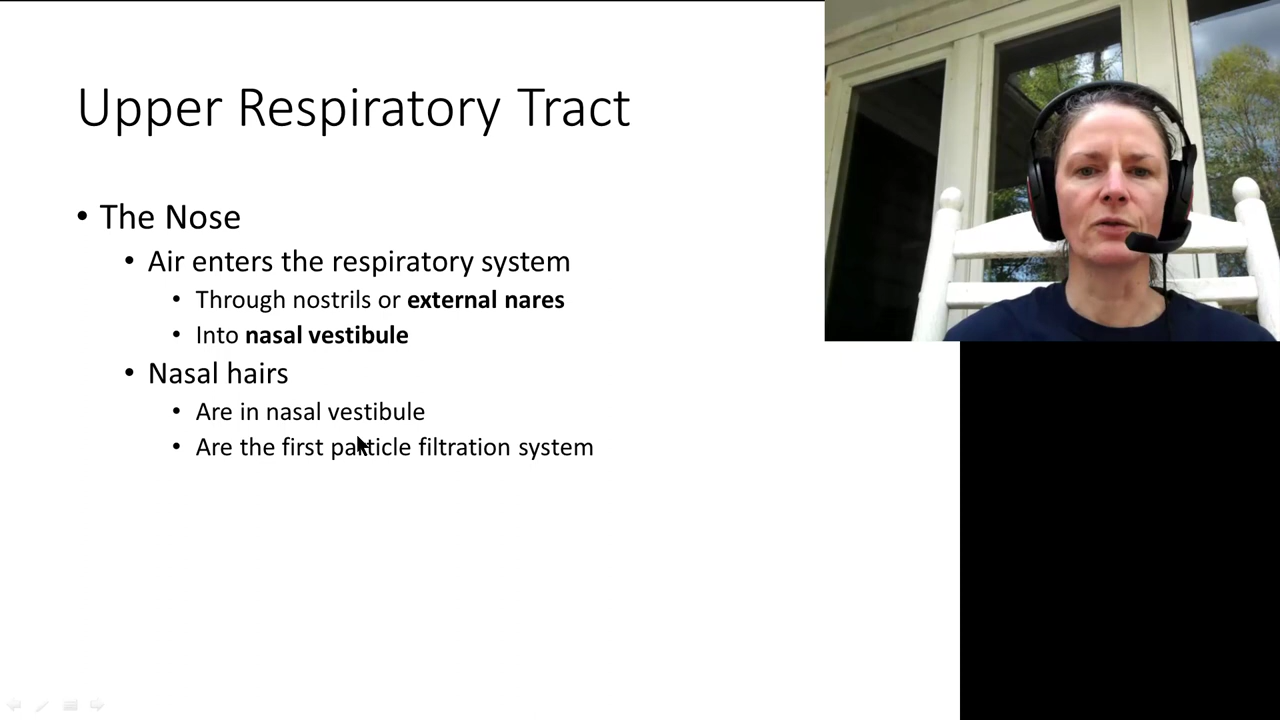 Upper Respiratory Tract
• The Nose
• Air enters the respiratory system
• Through nostrils or external nares
• Into nasal vestibule
• Nasal hairs
• Are in nasal vestibule
• Are the first particle filtration system